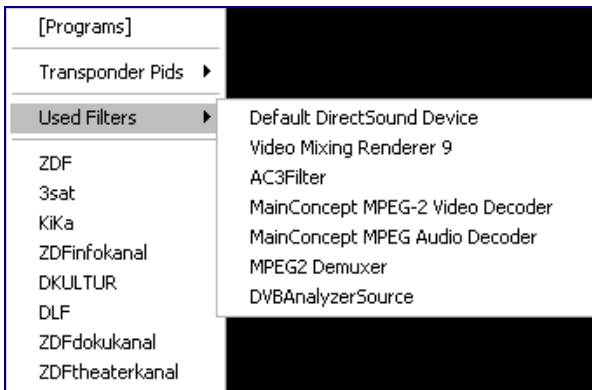 [Programs]
Transponder Pids
Used Filters
ZDF
3sat
KiKa
ZDFinfokanal
DKULTUR
DLF
ZDFdokukanal
ZDFtheaterkanal
Default DirectSound Device
Video Mixing Renderer 9
AC3Filter
MainConcept MPEG-2 Video Decoder
MainConcept MPEG Audio Decoder
MPEG2 Demuxer
DVBAnalyzerSource